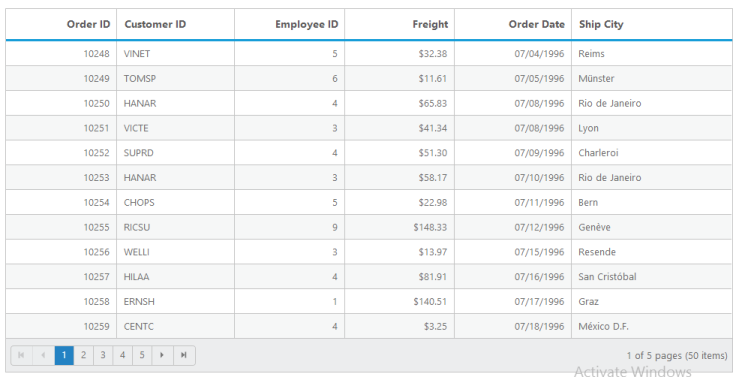 Order ID Customer ID Employee ID Freight Order Date Ship City
10248 VINET 5 $32.38 07/04/1996 Reims
10249 TOMSP 6 $11.61 07/05/1996 Münster
10250 HANAR 4 $65.83 07/08/1996 Rio de Janeiro
10251 VICTE 3 $41.34 07/08/1996 Lyon
10252 SUPRD 4 $51.30 07/09/1996 Charleroi
10253 HANAR 3 $58.17 07/10/1996 Rio de Janeiro
10254 CHOPS 5 $22.98 07/11/1996 Bern
10255 RICSU 9 $148.33 07/12/1996 Genève
10256 WELLI 3 $13.97 07/15/1996 Resende
10257 HILAA 4 $81.91 07/16/1996 San Cristóbal
10258 ERNSH 1 $140.51 07/17/1996 Graz
10259 CENTC 4 $3.25 07/18/1996 México D.F.
1 2 3 4 5 1 of 5 pages (50 items)
Activate Windows